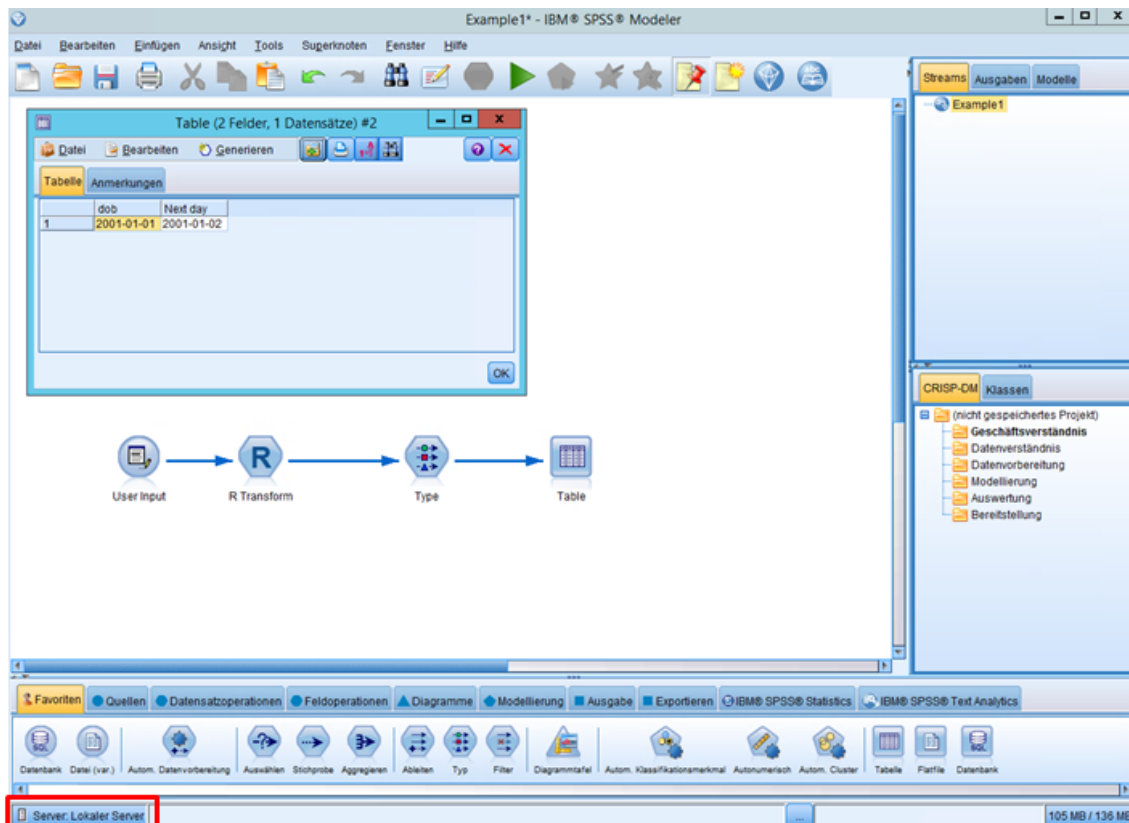 Example1* - IBM® SPSS® Modeler
Datei Bearbeiten Einfügen Ansicht Tools Superknoten Fenster Hilfe
Streams Ausgaben Modelle
Example1
Table (2 Felder, 1 Datensätze) #2
Datei Bearbeiten Generieren
Tabelle Anmerkungen
dob Next day
1 2001-01-01 2001-01-02
OK
CRISP-DM Klassen
(nicht gespeichertes Projekt)
Geschäftsverständnis
Datenverständnis
Datenvorbereitung
Modellierung
Auswertung
Bereitstellung
R
User Input R Transform Type Table
Favoriten Quellen Datensatzoperationen Feldoperationen Diagramme Modellierung Ausgabe Exportieren IBM® SPSS® Statistics IBM® SPSS® Text Analytics
SQL SQL
Datenbank Datei (var.) Autom. Datenvorbereitung Auswählen Stichprobe Aggregieren Ableiten Typ Filter Diagrammtafel Autom. Klassifikationsmerkmal Autonumerisch Autom. Cluster Tabelle Flatfile Datenbank
Server: Lokaler Server ... 105 MB / 136 MB